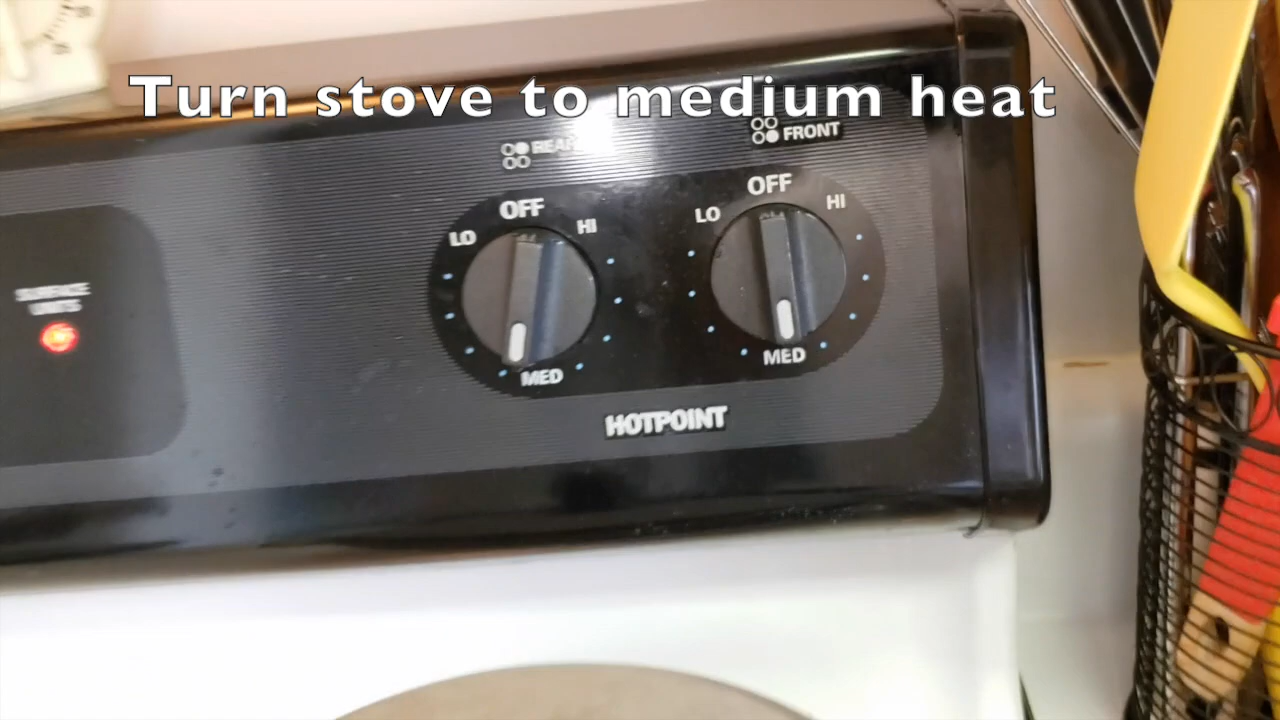 Turn stove to medium heat
REAR
FRONT
OFF
OFF
LO
HI
LO
HI
SURFACE
UNITS
MED
MED
HOTPOINT